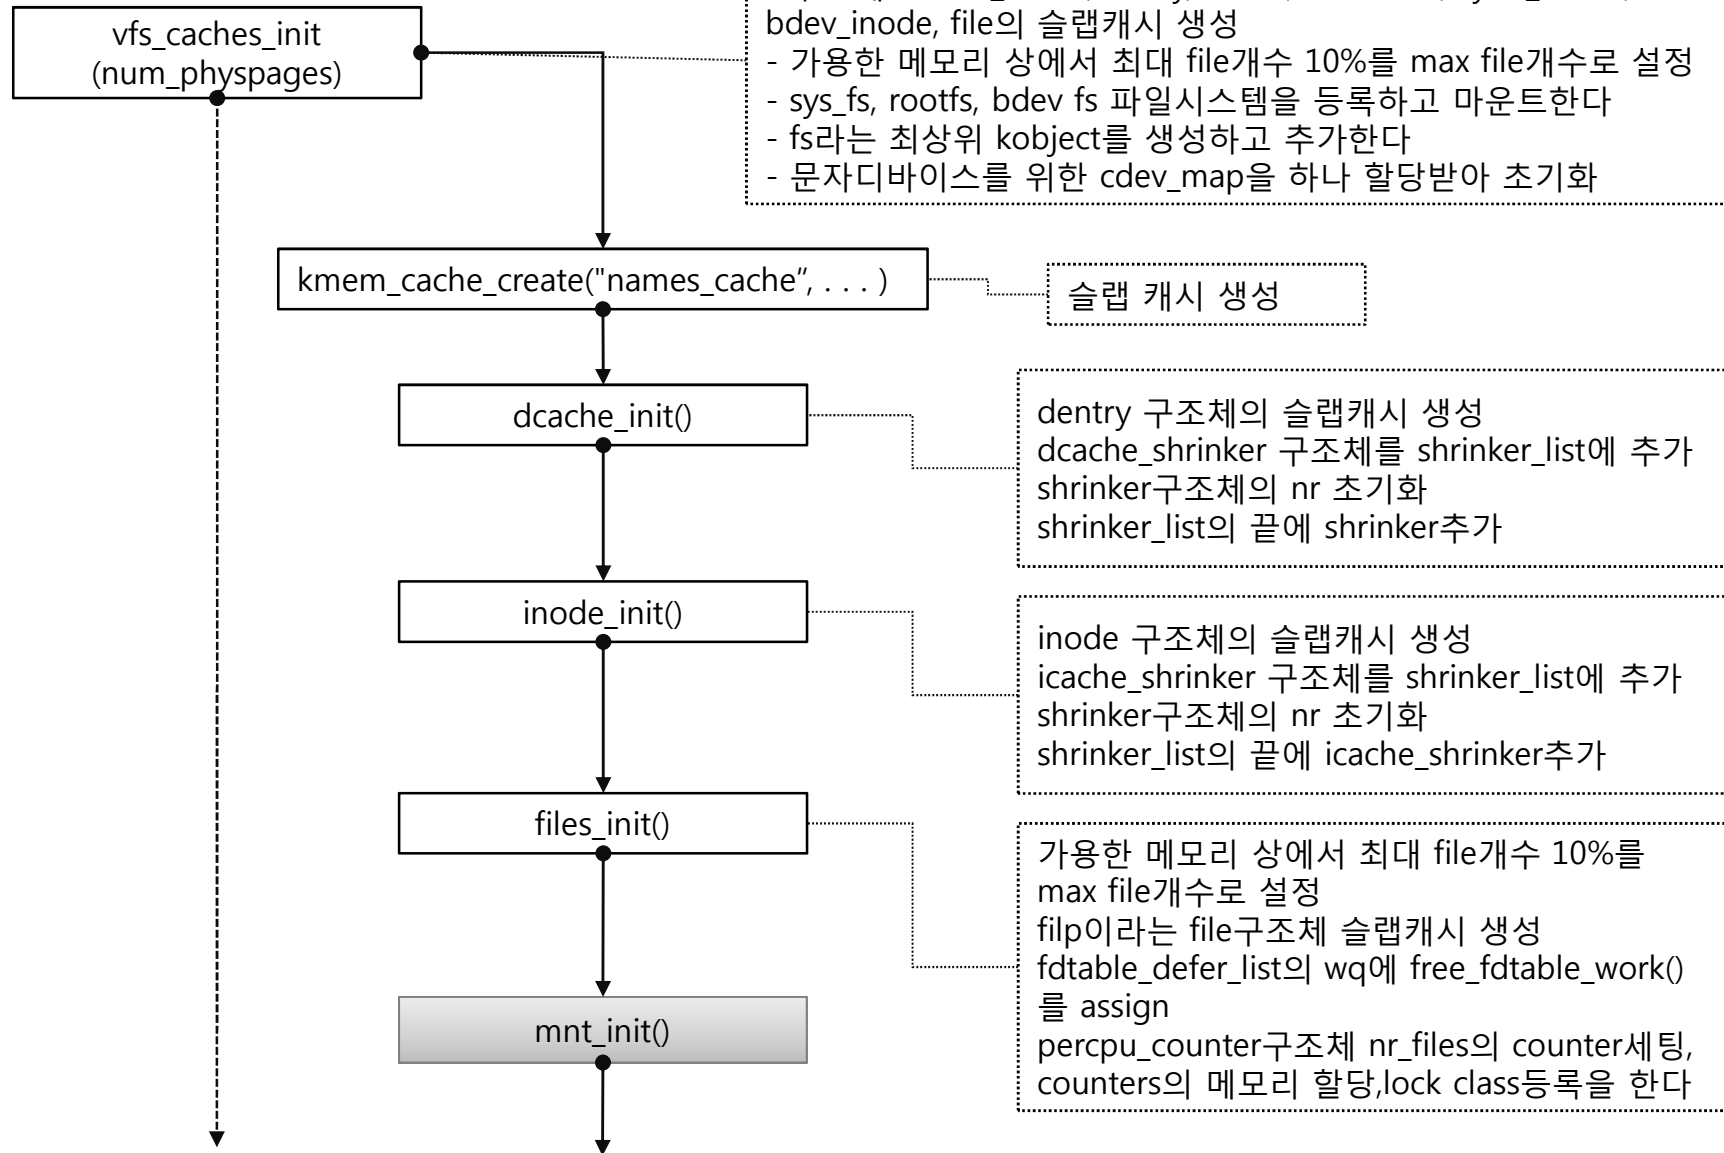 vfs_caches_init
(num_physpages)
bdev_inode, file의 슬랩캐시 생성
- 가용한 메모리 상에서 최대 file개수 10%를 max file개수로 설정
- sys_fs, rootfs, bdev fs 파일시스템을 등록하고 마운트한다
- fs라는 최상위 kobject를 생성하고 추가한다
- 문자디바이스를 위한 cdev_map을 하나 할당받아 초기화
kmem_cache_create("names_cache“, . . . )
슬랩 캐시 생성
dcache_init()
dentry 구조체의 슬랩캐시 생성
dcache_shrinker 구조체를 shrinker_list에 추가
shrinker구조체의 nr 초기화
shrinker_list의 끝에 shrinker추가
inode_init()
inode 구조체의 슬랩캐시 생성
icache_shrinker 구조체를 shrinker_list에 추가
shrinker구조체의 nr 초기화
shrinker_list의 끝에 icache_shrinker추가
files_init()
가용한 메모리 상에서 최대 file개수 10%를
max file개수로 설정
filp이라는 file구조체 슬랩캐시 생성
fdtable_defer_list의 wq에 free_fdtable_work()
를 assign
percpu_counter구조체 nr_files의 counter세팅,
counters의 메모리 할당,lock class등록을 한다
mnt_init()